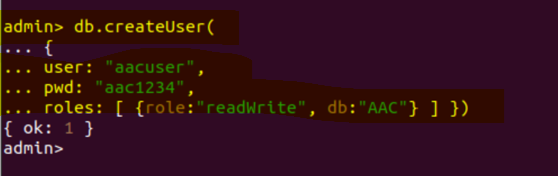 admin> db.createUser(
... {
... user: "aacuser",
... pwd: "aac1234",
... roles: [ {role:"readWrite", db:"AAC"} ] })
{ ok: 1 }
admin>